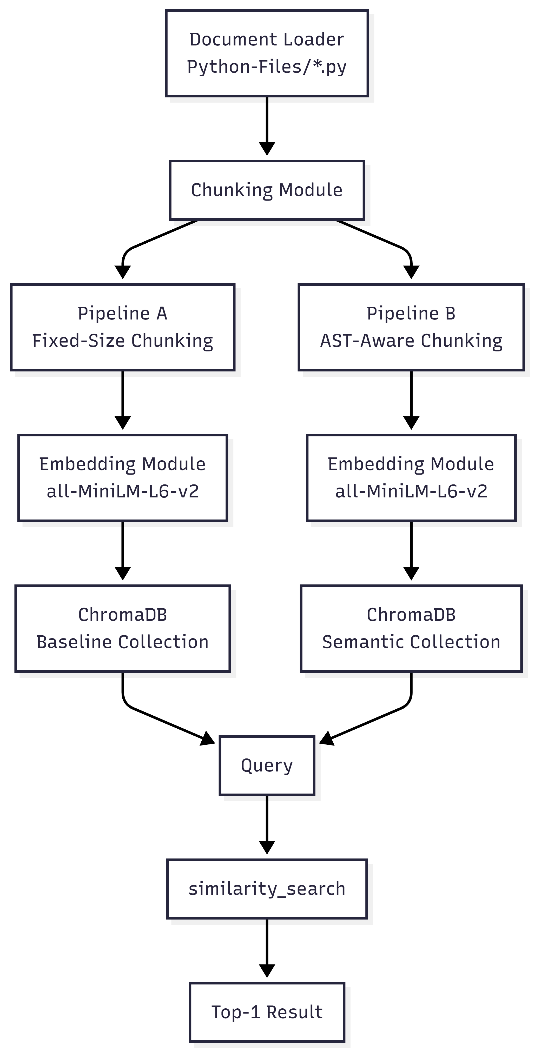 Document Loader
Python-Files/*.py
Chunking Module
Pipeline A
Fixed-Size Chunking
Pipeline B
AST-Aware Chunking
Embedding Module
all-MiniLM-L6-v2
Embedding Module
all-MiniLM-L6-v2
ChromaDB
Baseline Collection
ChromaDB
Semantic Collection
Query
similarity_search
Top-1 Result